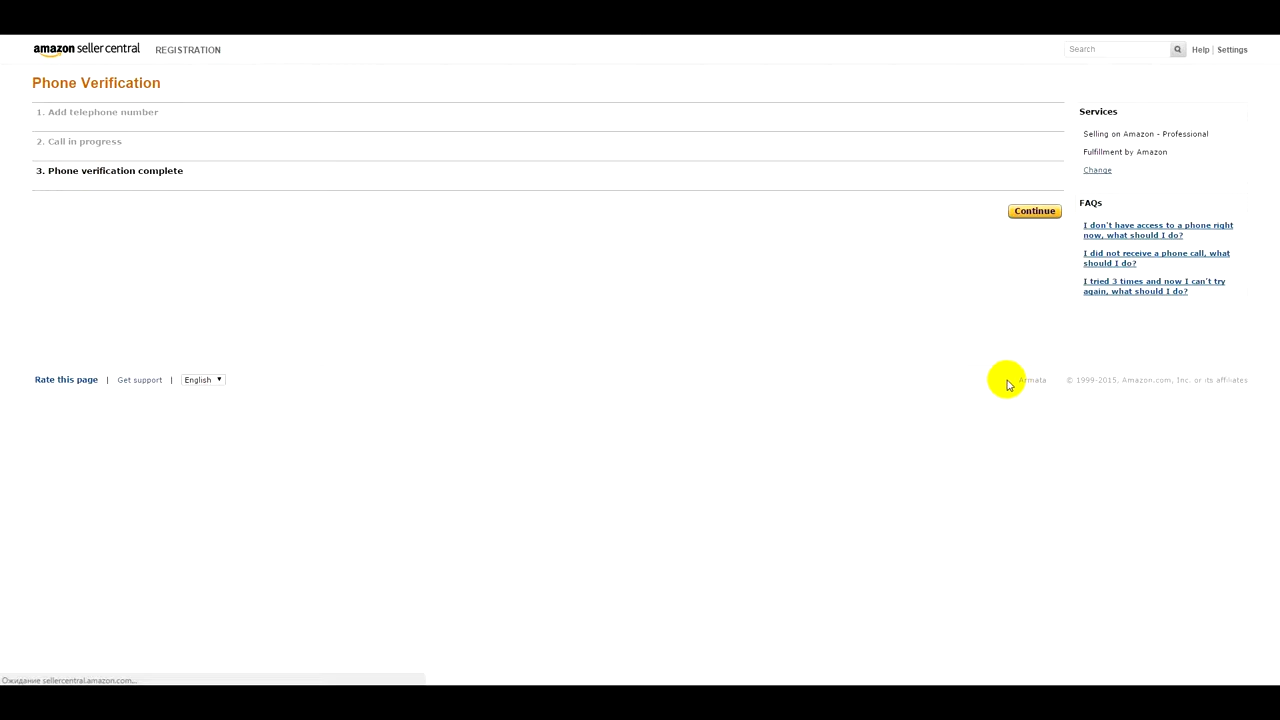 amazon seller central REGISTRATION Search Help | Settings
Phone Verification
1. Add telephone number
2. Call in progress
3. Phone verification complete
Continue
Services
Selling on Amazon - Professional
Fulfillment by Amazon
Change
FAQs
I don't have access to a phone right
now, what should I do?
I did not receive a phone call, what
should I do?
I tried 3 times and now I can't try
again, what should I do?
Rate this page | Get support | English Armata © 1999-2015, Amazon.com, Inc. or its affiliates
Ожидание sellercentral.amazon.com...